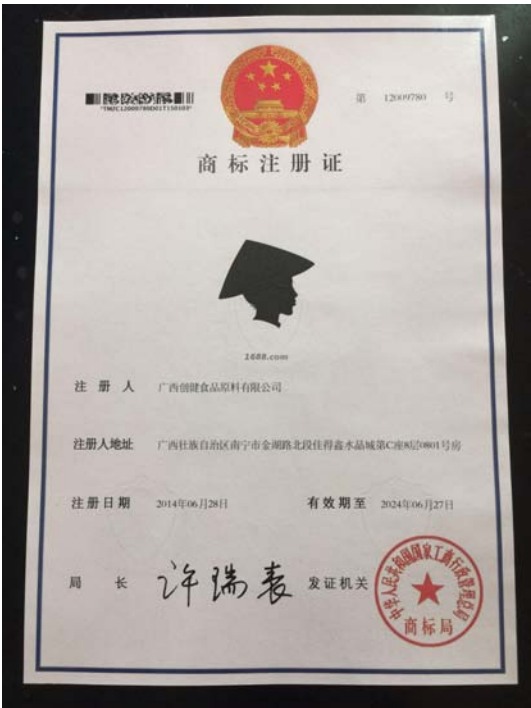 第 12009780 号
*TMZC12009780D01T150103*
商标注册证
1688.com
注册人 广西创健食品原料有限公司
注册人地址 广西壮族自治区南宁市金湖路北段佳得鑫水晶城第C座8层0801号房
注册日期 2014年06月28日 有效期至 2024年06月27日
局长 许瑞表 发证机关
中华人民共和国国家工商行政管理总局
商标局